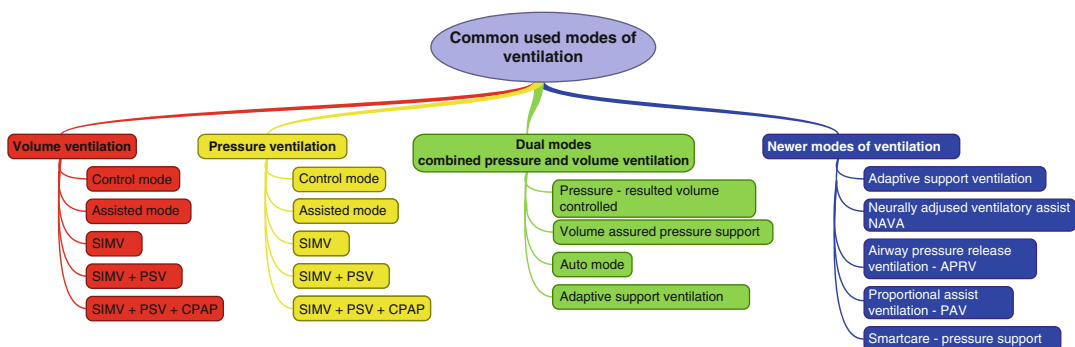 Common used modes of
ventilation
Volume ventilation
Control mode
Assisted mode
SIMV
SIMV + PSV
SIMV + PSV + CPAP
Pressure ventilation
Control mode
Assisted mode
SIMV
SIMV + PSV
SIMV + PSV + CPAP
Dual modes
combined pressure and volume ventilation
Pressure - resulted volume
controlled
Volume assured pressure support
Auto mode
Adaptive support ventilation
Newer modes of ventilation
Adaptive support ventilation
Neurally adjused ventilatory assist
NAVA
Airway pressure release
ventilation - APRV
Proportional assist
ventilation - PAV
Smartcare - pressure support